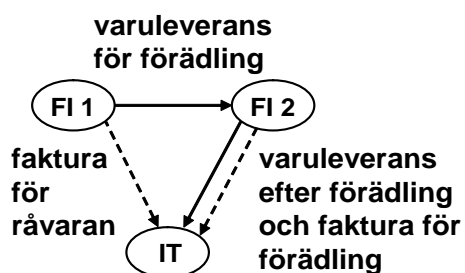 varuleverans
för förädling
FI 1
FI 2
faktura
för
råvaran
varuleverans
efter förädling
och faktura för
förädling
IT